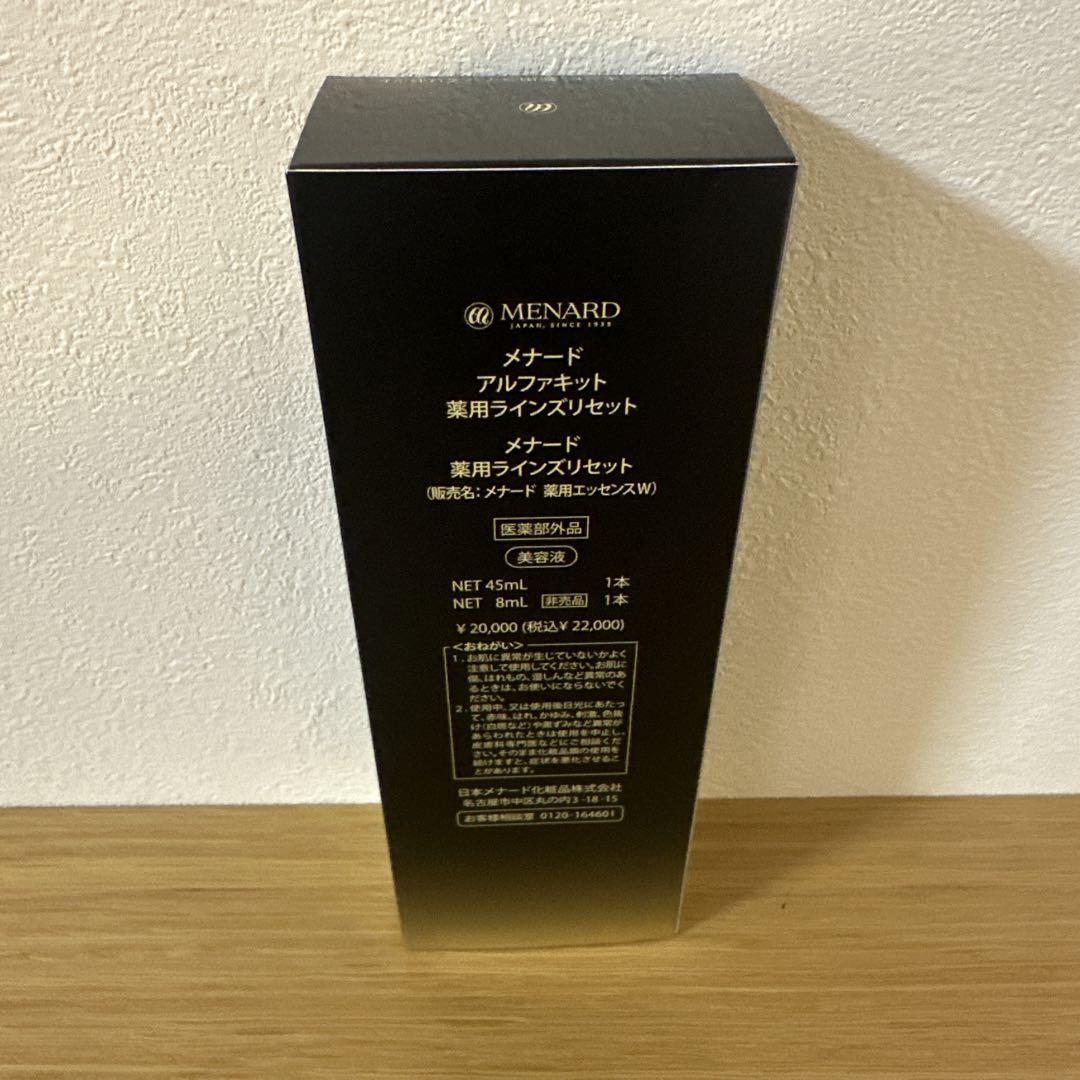 MENARD
JAPAN, SINCE 1959
メナード
アルファキット
薬用ラインズリセット
メナード
薬用ラインズリセット
(販売名:メナード 薬用エッセンスW)
医薬部外品
美容液
NET 45mL 1本
NET 8mL 非売品 1本
¥20,000(税込¥22,000)
<おねがい>
1.お肌に異常が生じていないかよく
注意して使用してください。お肌に
傷、はれもの、湿しんなど異常のあ
るときは、お使いにならないでく
ださい。
2.使用中、又は使用後日光にあたっ
て、赤味、はれ、かゆみ、刺激、色抜
け(白斑など)や黒ずみなど異常が
あらわれたときは使用を中止し、
皮膚科専門医などにご相談くだ
さい。そのまま化粧品類の使用を
続けますと、症状を悪化させるこ
とがあります。
日本メナード化粧品株式会社
名古屋市中区丸の内3-18-15
お客様相談室 0120-164601